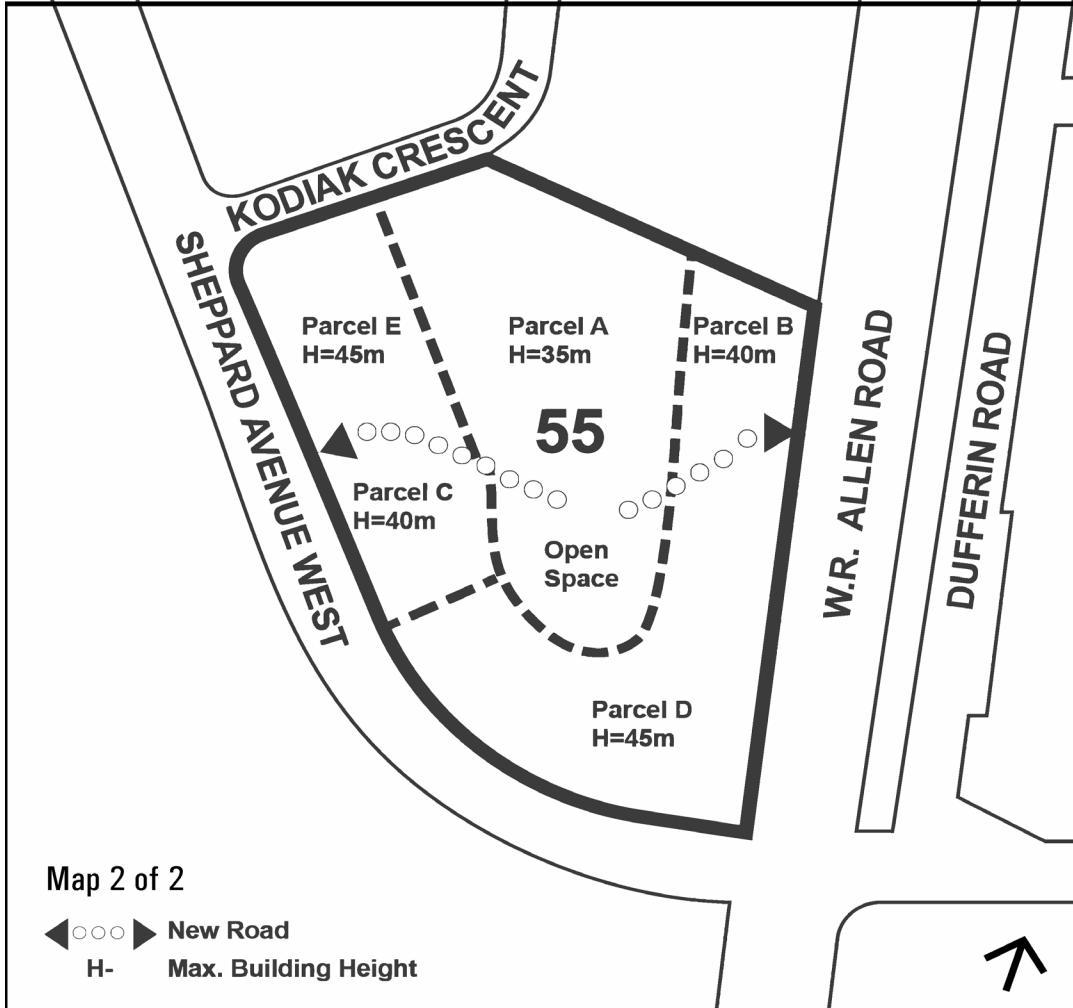 KODIAK CRESCENT
SHEPPARD AVENUE WEST
Parcel E
H=45m
Parcel A
H=35m
Parcel B
H=40m
55
Parcel C
H=40m
Open
Space
Parcel D
H=45m
W.R. ALLEN ROAD
DUFFERIN ROAD
Map 2 of 2
New Road
H- Max. Building Height